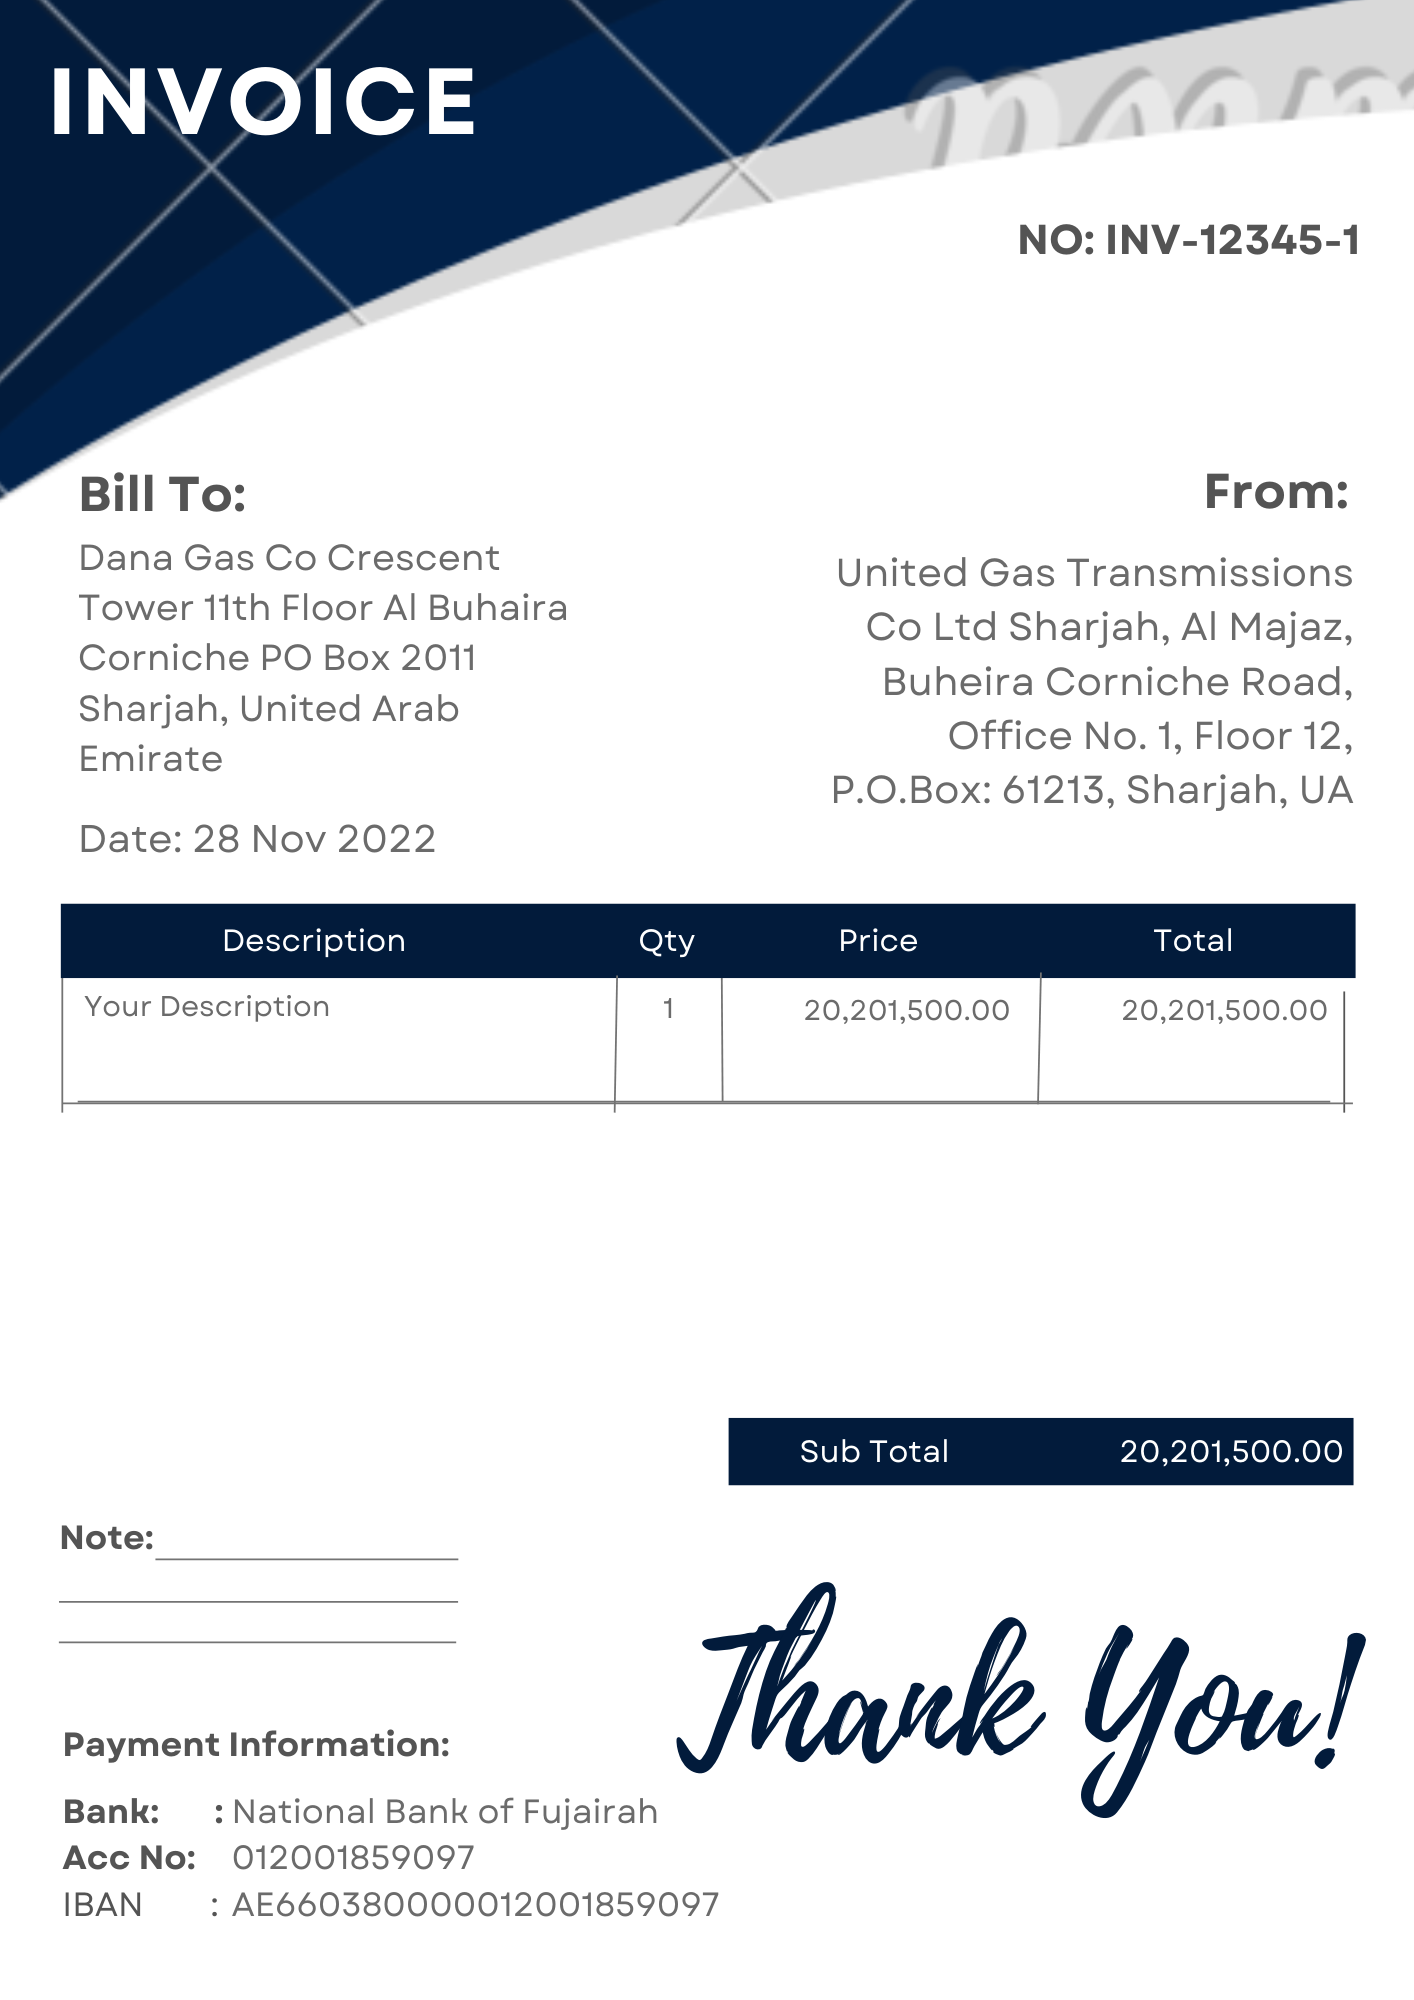 INVOICE
NO: INV-12345-1
Bill To:
Dana Gas Co Crescent
Tower 11th Floor Al Buhaira
Corniche PO Box 2011
Sharjah, United Arab
Emirate
Date: 28 Nov 2022
From:
United Gas Transmissions
Co Ltd Sharjah, Al Majaz,
Buheira Corniche Road,
Office No. 1, Floor 12,
P.O.Box: 61213, Sharjah, UA
Description Qty Price Total
Your Description 1 20,201,500.00 20,201,500.00
Sub Total 20,201,500.00
Note:
Thank You!
Payment Information:
Bank: : National Bank of Fujairah
Acc No: 012001859097
IBAN : AE660380000012001859097